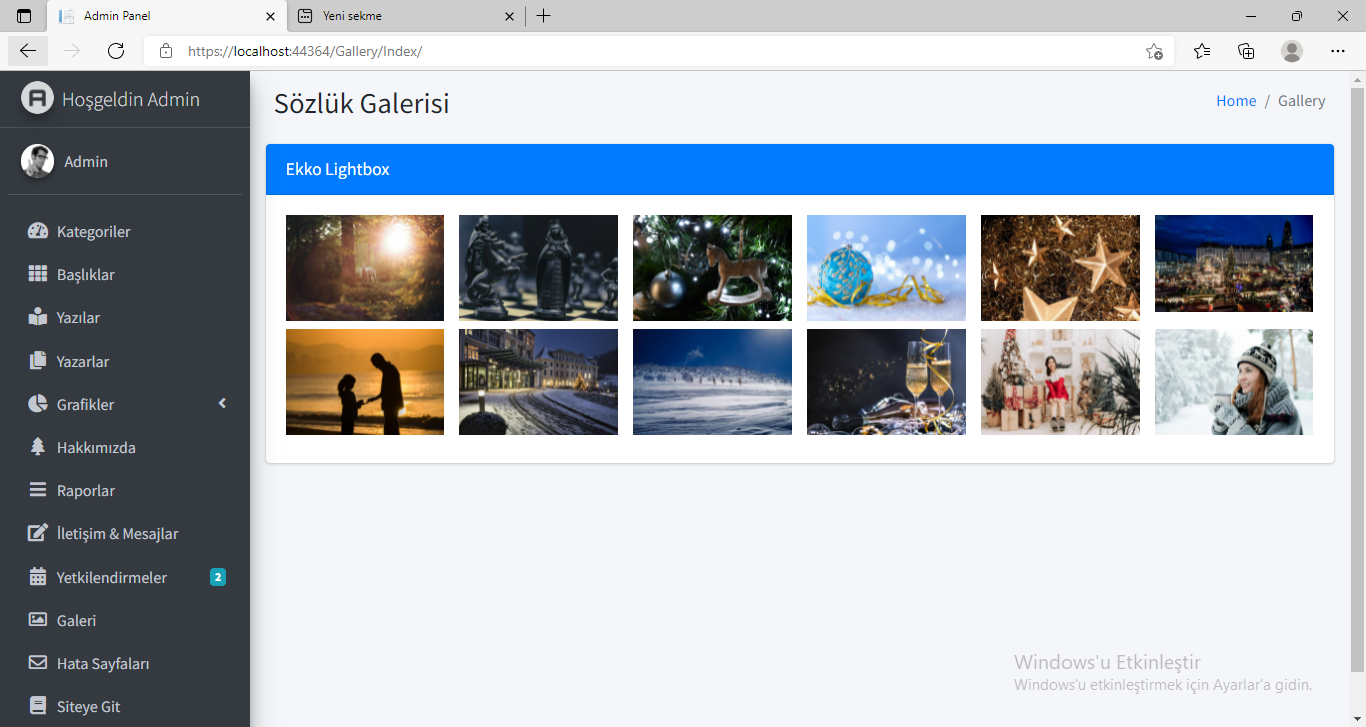 Admin Panel
Yeni sekme
https://localhost:44364/Gallery/Index/
Hoşgeldin Admin
Admin
Kategoriler
Başlıklar
Yazılar
Yazarlar
Grafikler
Hakkımızda
Raporlar
İletişim & Mesajlar
Yetkilendirmeler 2
Galeri
Hata Sayfaları
Siteye Git
Sözlük Galerisi
Home / Gallery
Ekko Lightbox
Windows'u Etkinleştir
Windows'u etkinleştirmek için Ayarlar'a gidin.